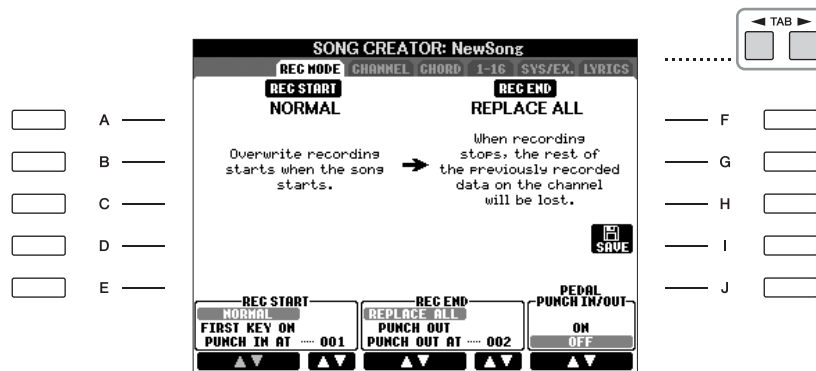 ◄ TAB ►
SONG CREATOR: NewSong
REC MODE CHANNEL CHORD 1-16 SYS/EX. LYRICS
REC START
NORMAL
REC END
REPLACE ALL
Overwrite recording
starts when the song
starts.
When recording
stops, the rest of
the previously recorded
data on the channel
will be lost.
A
B
C
D
E
F
G
H
I
J
SAVE
REC START
NORMAL
FIRST KEY ON
PUNCH IN AT ···· 001
REC END
REPLACE ALL
PUNCH OUT
PUNCH OUT AT ···· 002
PEDAL
PUNCH IN/OUT
ON
OFF